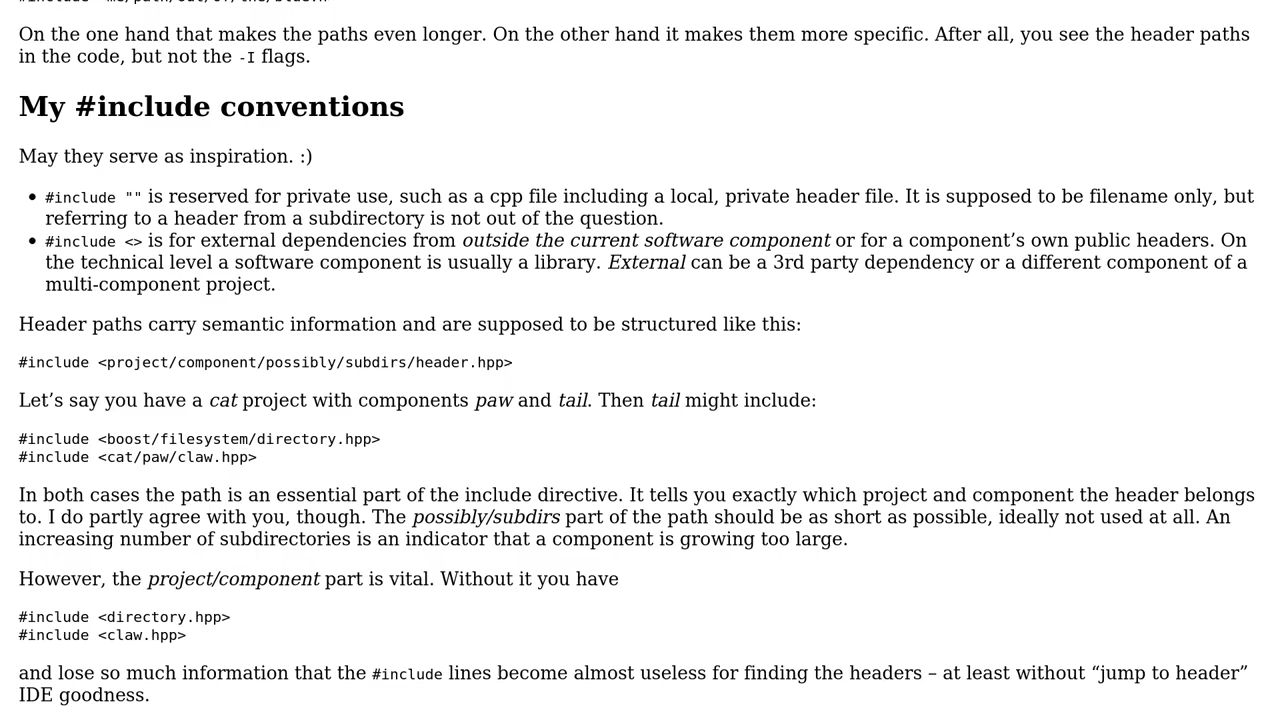 On the one hand that makes the paths even longer. On the other hand it makes them more specific. After all, you see the header paths
in the code, but not the -I flags.
My #include conventions
May they serve as inspiration. :)
• #include "" is reserved for private use, such as a cpp file including a local, private header file. It is supposed to be filename only, but
referring to a header from a subdirectory is not out of the question.
• #include <> is for external dependencies from outside the current software component or for a component’s own public headers. On
the technical level a software component is usually a library. External can be a 3rd party dependency or a different component of a
multi-component project.
Header paths carry semantic information and are supposed to be structured like this:
#include <project/component/possibly/subdirs/header.hpp>
Let’s say you have a cat project with components paw and tail. Then tail might include:
#include <boost/filesystem/directory.hpp>
#include <cat/paw/claw.hpp>
In both cases the path is an essential part of the include directive. It tells you exactly which project and component the header belongs
to. I do partly agree with you, though. The possibly/subdirs part of the path should be as short as possible, ideally not used at all. An
increasing number of subdirectories is an indicator that a component is growing too large.
However, the project/component part is vital. Without it you have
#include <directory.hpp>
#include <claw.hpp>
and lose so much information that the #include lines become almost useless for finding the headers – at least without “jump to header”
IDE goodness.